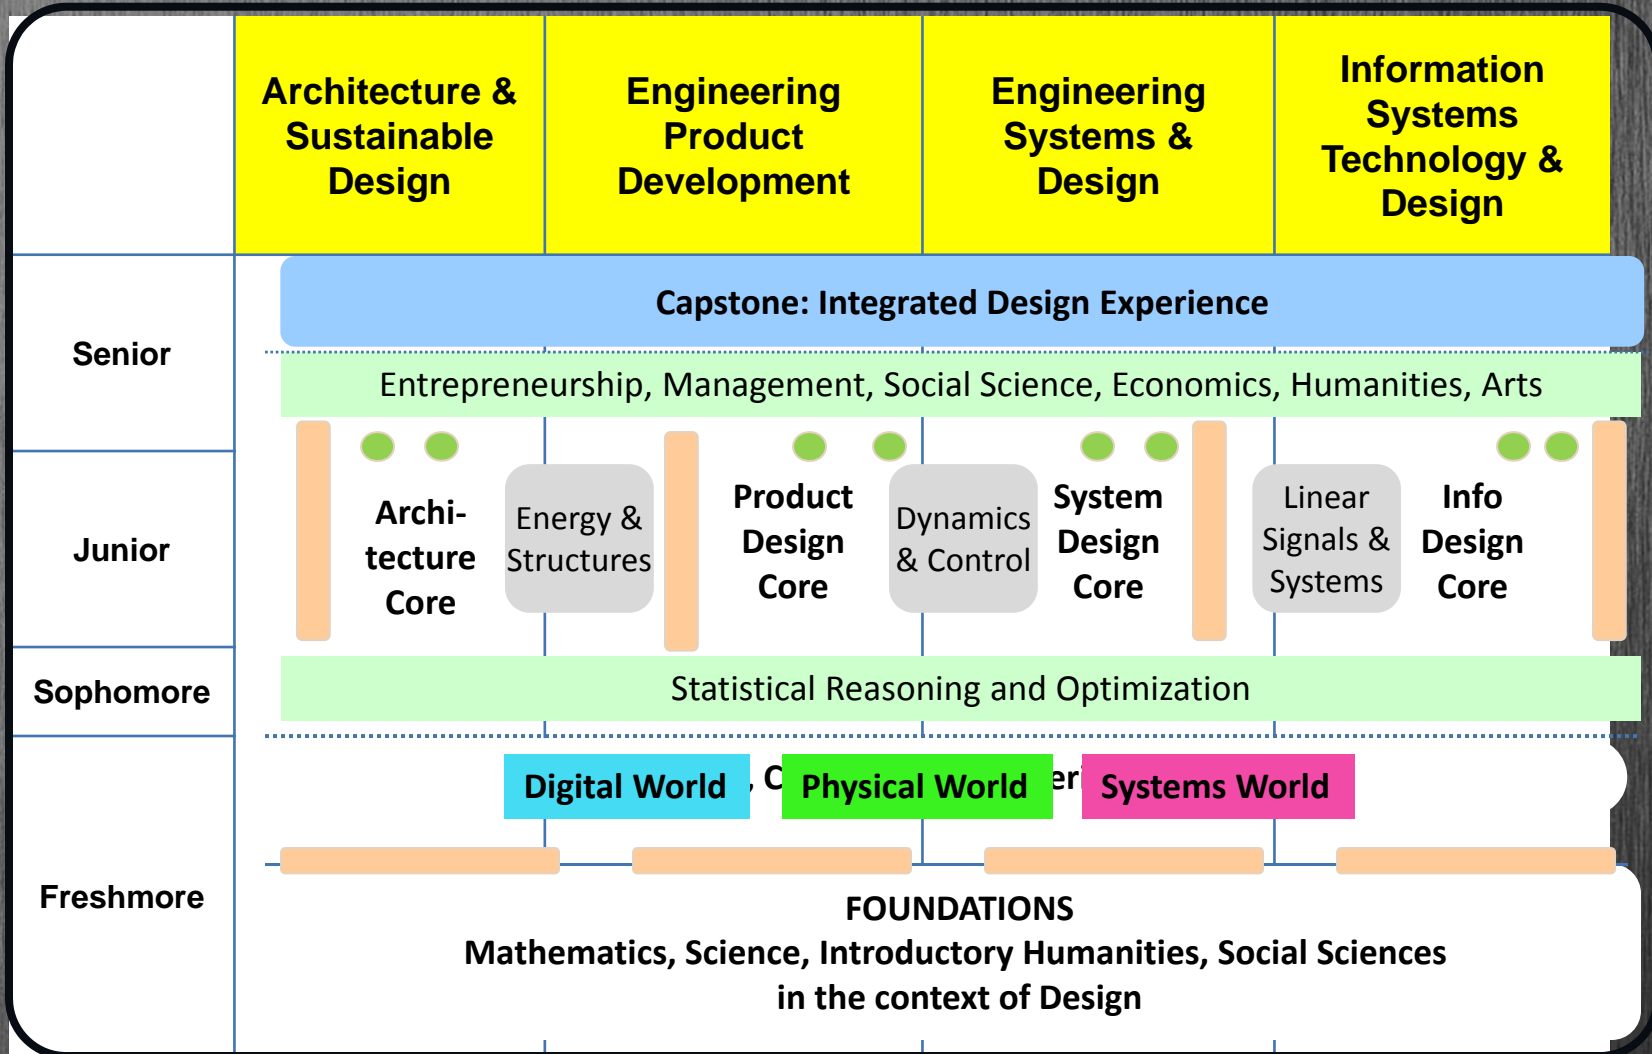 Architecture &
Sustainable
Design
Engineering
Product
Development
Engineering
Systems &
Design
Information
Systems
Technology &
Design
Senior
Capstone: Integrated Design Experience
Entrepreneurship, Management, Social Science, Economics, Humanities, Arts
Junior
Archi-
tecture
Core
Energy &
Structures
Product
Design
Core
Dynamics
& Control
System
Design
Core
Linear
Signals &
Systems
Info
Design
Core
Sophomore
Statistical Reasoning and Optimization
Freshmore
Digital World
Physical World
Systems World
FOUNDATIONS
Mathematics, Science, Introductory Humanities, Social Sciences
in the context of Design